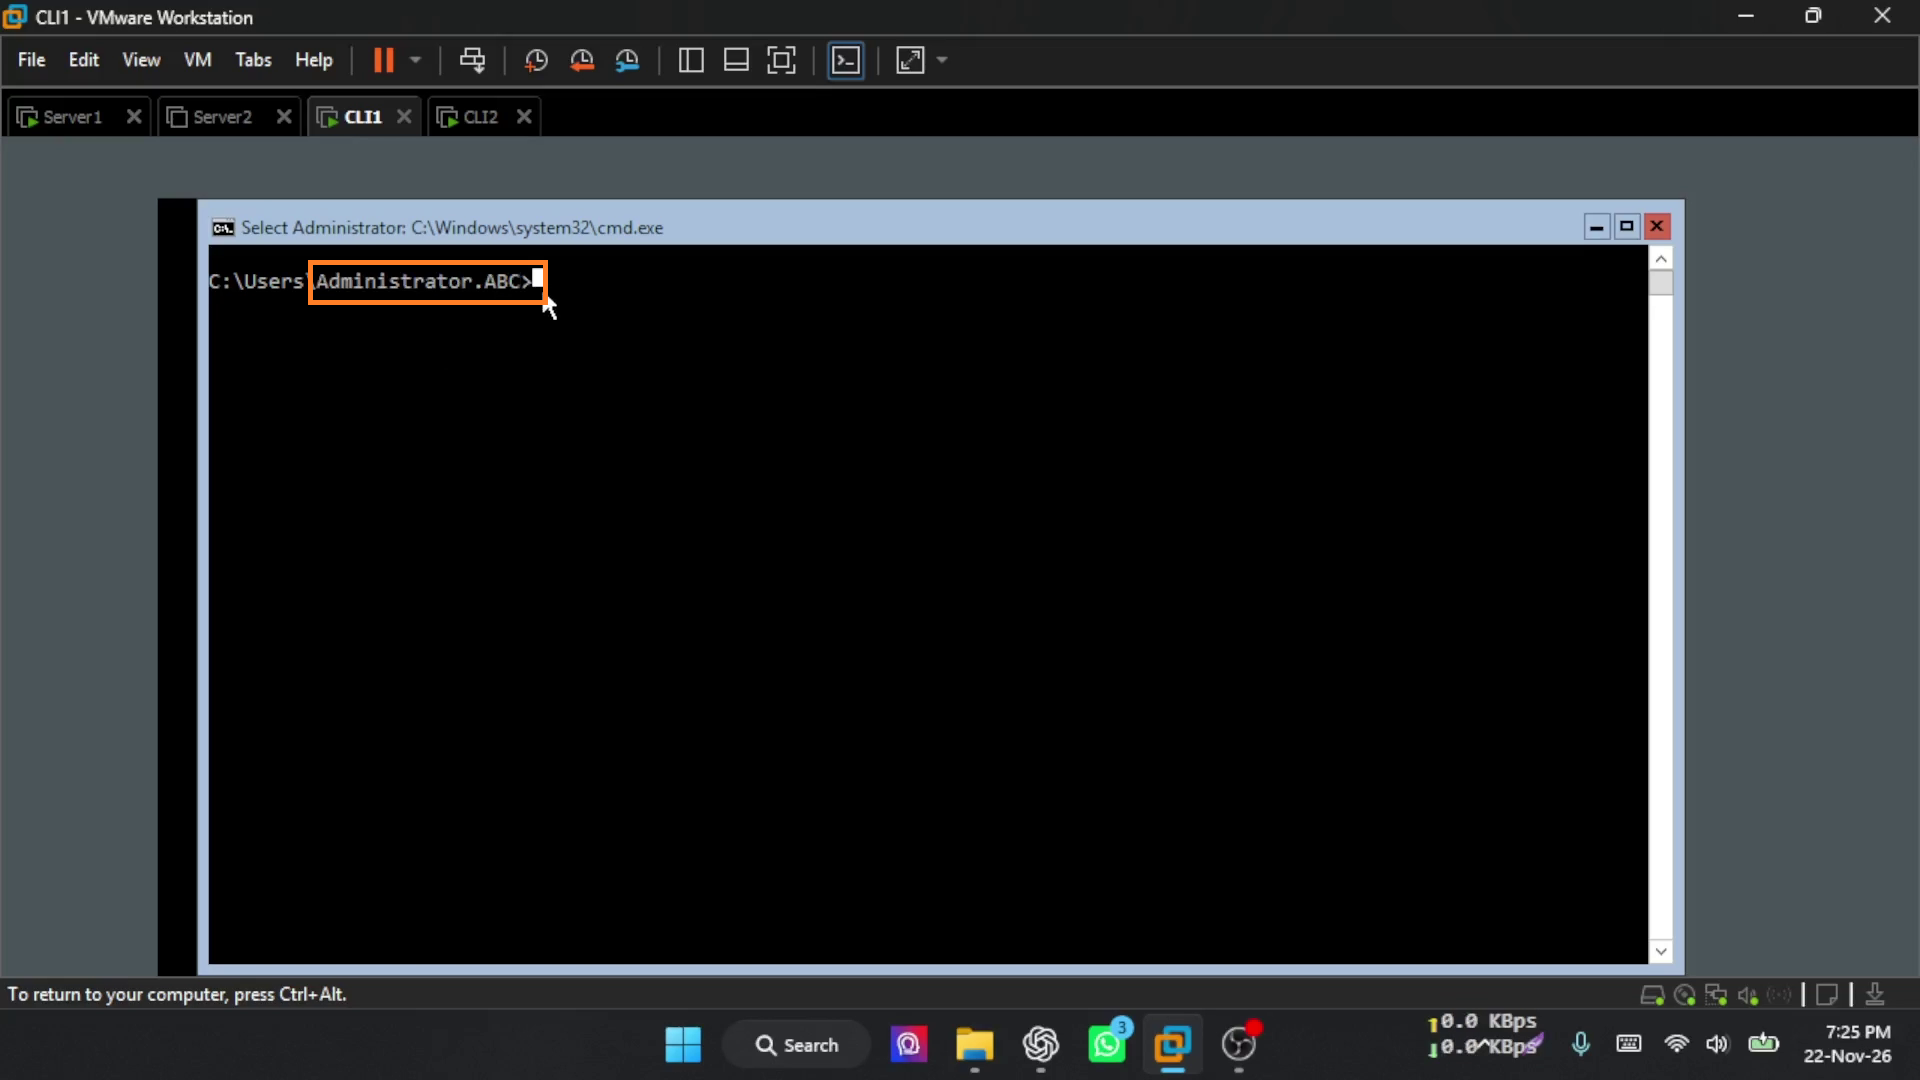 CLI1 - VMware Workstation
File Edit View VM Tabs Help
Server1 Server2 CLI1 CLI2
Select Administrator: C:\Windows\system32\cmd.exe
C:\Users\Administrator.ABC>
To return to your computer, press Ctrl+Alt.
Search
3
0.0 KBps
0.0 KBps
7:25 PM
22-Nov-26